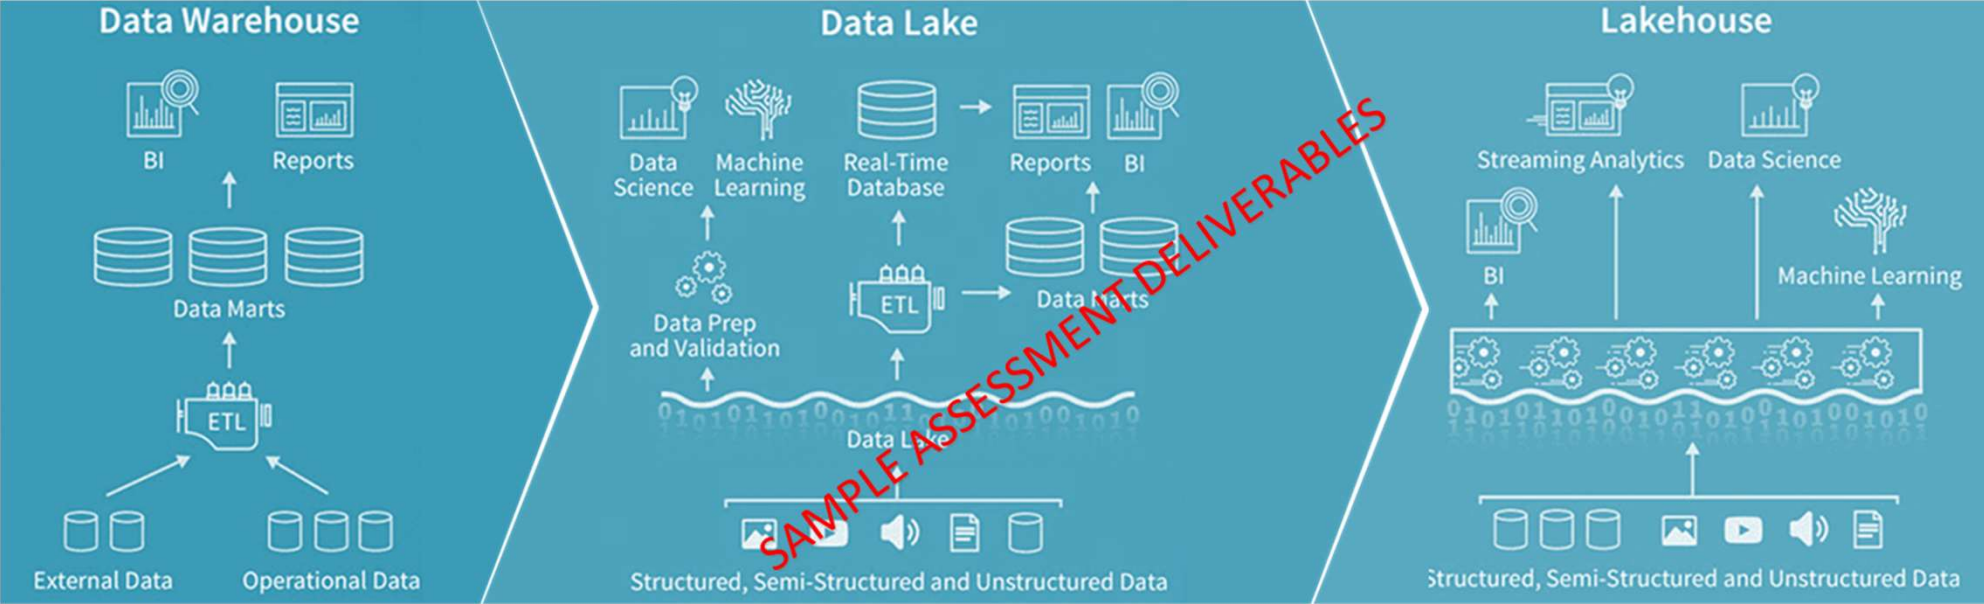 Data Warehouse
BI
Reports
Data Marts
ETL
External Data
Operational Data
Data Lake
Data
Science
Machine
Learning
Real-Time
Database
Reports
BI
Data Prep
and Validation
ETL
Data Marts
01101011010001100100100010
Data Lake
Structured, Semi-Structured and Unstructured Data
SAMPLE ASSESSMENT DELIVERABLES
Lakehouse
Streaming Analytics
Data Science
BI
Machine Learning
Structured, Semi-Structured and Unstructured Data